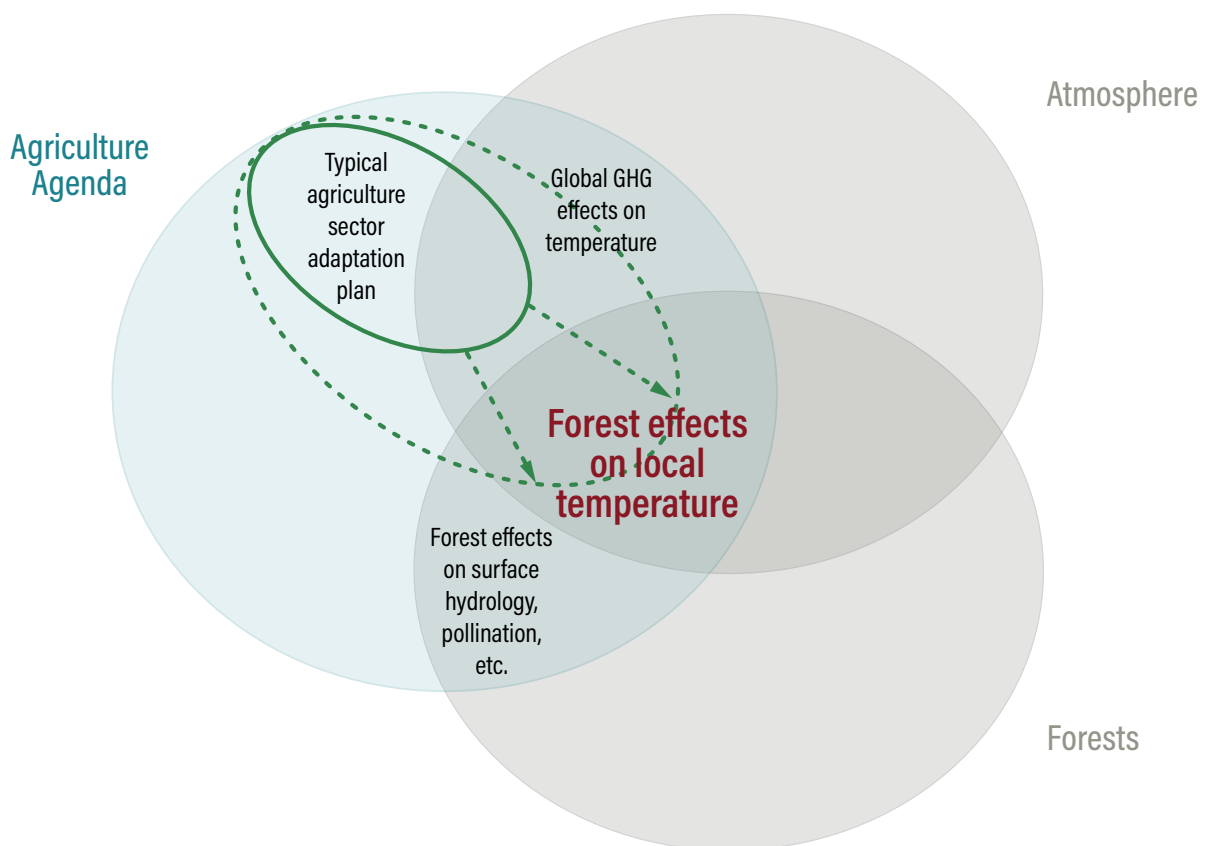 Atmosphere
Agriculture
Agenda
Typical
agriculture
sector
adaptation
plan
Global GHG
effects on
temperature
Forest effects
on local
temperature
Forest effects
on surface
hydrology,
pollination,
etc.
Forests